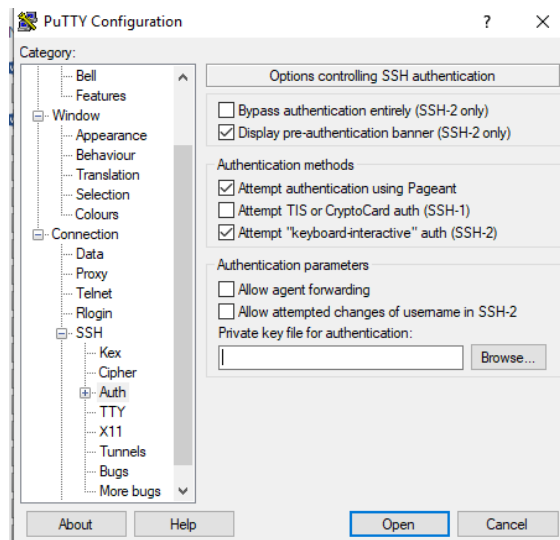 PuTTY Configuration
?
Category:
Bell
Features
Window
Appearance
Behaviour
Translation
Selection
Colours
Connection
Data
Proxy
Telnet
Rlogin
SSH
Kex
Cipher
Auth
TTY
X11
Tunnels
Bugs
More bugs
Options controlling SSH authentication
Bypass authentication entirely (SSH-2 only)
Display pre-authentication banner (SSH-2 only)
Authentication methods
Attempt authentication using Pageant
Attempt TIS or CryptoCard auth (SSH-1)
Attempt "keyboard-interactive" auth (SSH-2)
Authentication parameters
Allow agent forwarding
Allow attempted changes of username in SSH-2
Private key file for authentication:
Browse...
About
Help
Open
Cancel